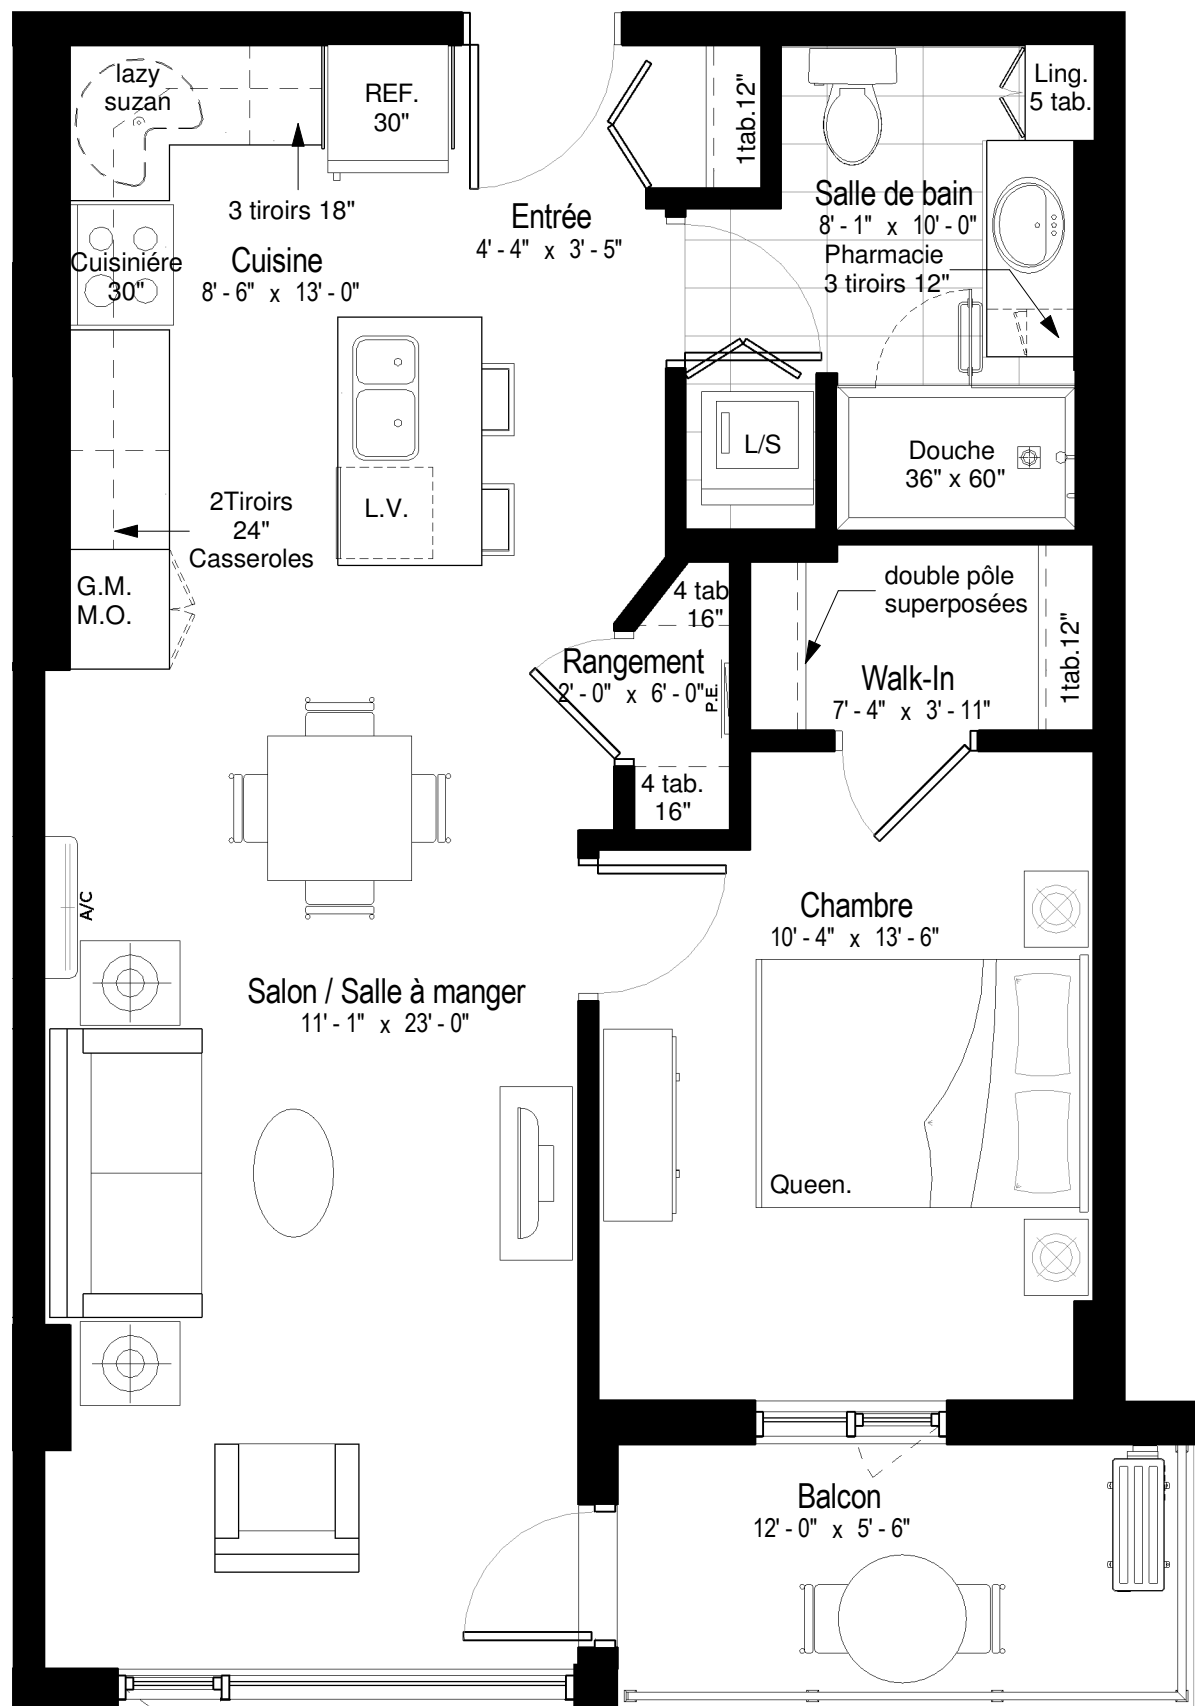 lazy
suzan
REF.
30"
1tab.12"
Ling.
5 tab.
3 tiroirs 18"
Entrée
4' - 4" x 3' - 5"
Salle de bain
8' - 1" x 10' - 0"
Pharmacie
3 tiroirs 12"
Cuisiniére
30"
Cuisine
8' - 6" x 13' - 0"
L/S
Douche
36" x 60"
2Tiroirs
24"
Casseroles
L.V.
G.M.
M.O.
4 tab
16"
double pôle
superposées
1tab.12"
Rangement
2' - 0" x 6' - 0"
P.E.
Walk-In
7' - 4" x 3' - 11"
4 tab.
16"
A/C
Chambre
10' - 4" x 13' - 6"
Salon / Salle à manger
11' - 1" x 23' - 0"
Queen.
Balcon
12' - 0" x 5' - 6"